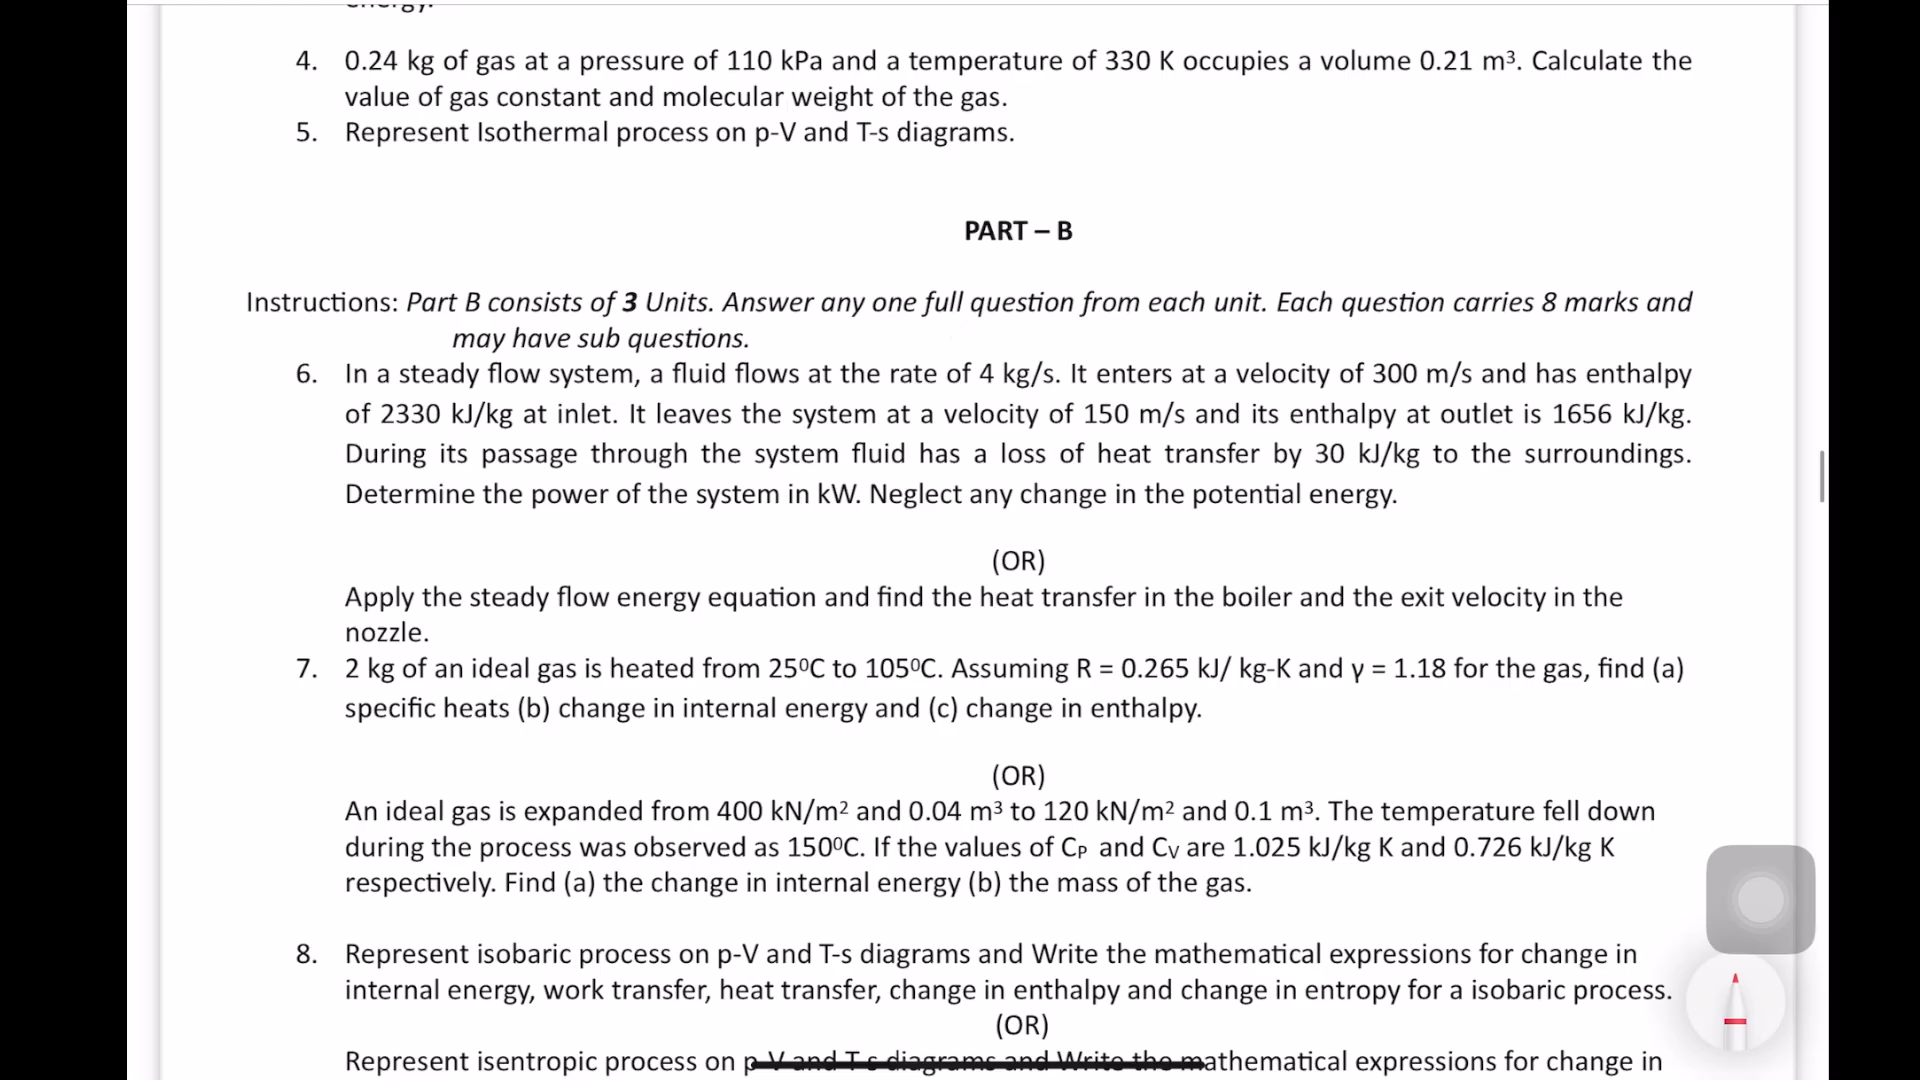 energy.
4. 0.24 kg of gas at a pressure of 110 kPa and a temperature of 330 K occupies a volume 0.21 m³. Calculate the
value of gas constant and molecular weight of the gas.
5. Represent Isothermal process on p-V and T-s diagrams.
PART – B
Instructions: Part B consists of 3 Units. Answer any one full question from each unit. Each question carries 8 marks and
may have sub questions.
6. In a steady flow system, a fluid flows at the rate of 4 kg/s. It enters at a velocity of 300 m/s and has enthalpy
of 2330 kJ/kg at inlet. It leaves the system at a velocity of 150 m/s and its enthalpy at outlet is 1656 kJ/kg.
During its passage through the system fluid has a loss of heat transfer by 30 kJ/kg to the surroundings.
Determine the power of the system in kW. Neglect any change in the potential energy.
(OR)
Apply the steady flow energy equation and find the heat transfer in the boiler and the exit velocity in the
nozzle.
7. 2 kg of an ideal gas is heated from 25⁰C to 105⁰C. Assuming R = 0.265 kJ/ kg-K and γ = 1.18 for the gas, find (a)
specific heats (b) change in internal energy and (c) change in enthalpy.
(OR)
An ideal gas is expanded from 400 kN/m² and 0.04 m³ to 120 kN/m² and 0.1 m³. The temperature fell down
during the process was observed as 150⁰C. If the values of Cₚ and Cᵥ are 1.025 kJ/kg K and 0.726 kJ/kg K
respectively. Find (a) the change in internal energy (b) the mass of the gas.
8. Represent isobaric process on p-V and T-s diagrams and Write the mathematical expressions for change in
internal energy, work transfer, heat transfer, change in enthalpy and change in entropy for a isobaric process.
(OR)
Represent isentropic process on p-V and T-s diagrams and Write the mathematical expressions for change in